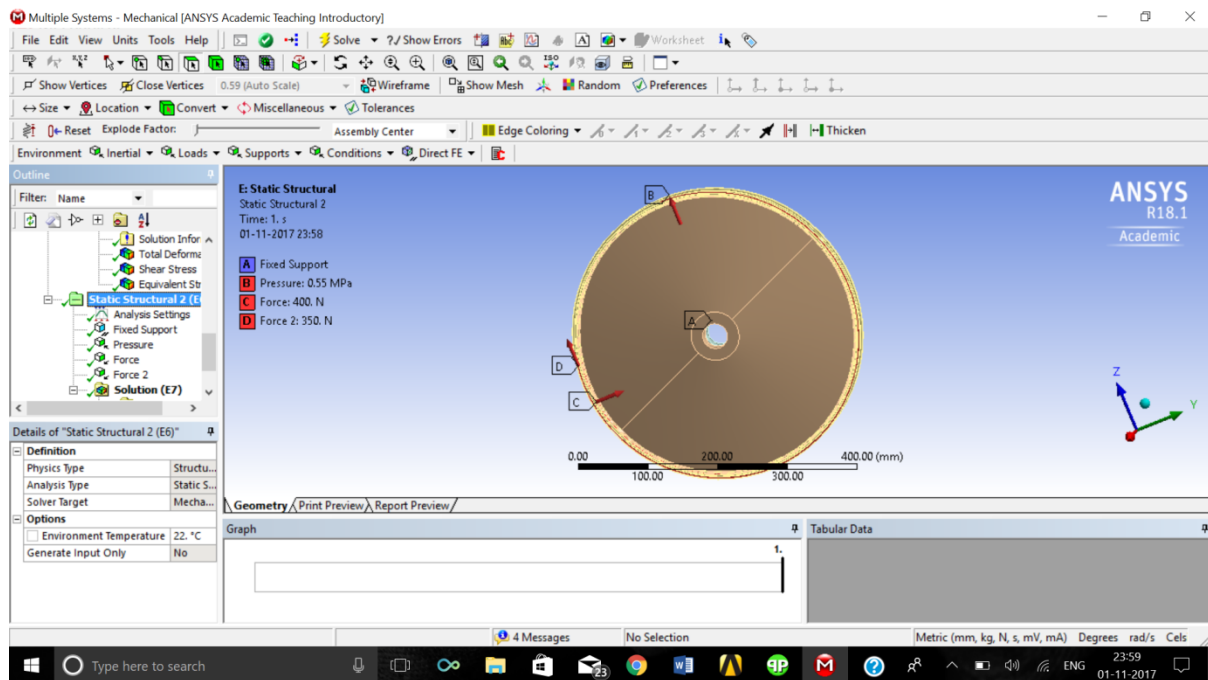 Multiple Systems - Mechanical [ANSYS Academic Teaching Introductory]
File Edit View Units Tools Help Solve ?/ Show Errors Worksheet
Show Vertices Close Vertices 0.59 (Auto Scale) Wireframe Show Mesh Random Preferences
Size Location Convert Miscellaneous Tolerances
Reset Explode Factor: Assembly Center Edge Coloring Thicken
Environment Inertial Loads Supports Conditions Direct FE
Outline
Filter: Name
Solution Infor
Total Deforma
Shear Stress
Equivalent Str
Static Structural 2 (E
Analysis Settings
Fixed Support
Pressure
Force
Force 2
Solution (E7)
Details of "Static Structural 2 (E6)"
Definition
Physics Type Structu...
Analysis Type Static S...
Solver Target Mecha...
Options
Environment Temperature 22. °C
Generate Input Only No
E: Static Structural
Static Structural 2
Time: 1. s
01-11-2017 23:58
A Fixed Support
B Pressure: 0.55 MPa
C Force: 400. N
D Force 2: 350. N
B
A
D
C
ANSYS
R18.1
Academic
Z
Y
0.00 200.00 400.00 (mm)
100.00 300.00
Geometry Print Preview Report Preview
Graph
1.
Tabular Data
4 Messages No Selection Metric (mm, kg, N, s, mV, mA) Degrees rad/s Cels
Type here to search
23
ENG
23:59
01-11-2017